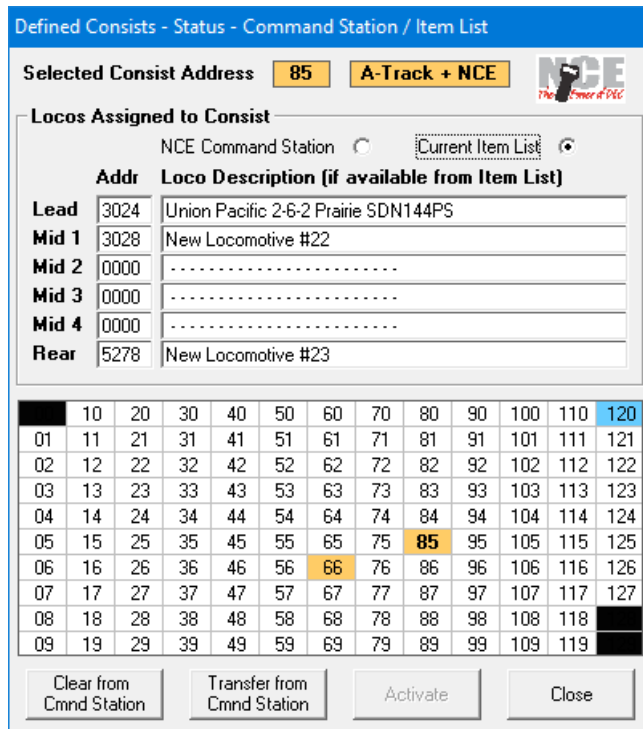 Defined Consists - Status - Command Station / Item List
Selected Consist Address 85 A-Track + NCE NCE
The Power of DCC
Locos Assigned to Consist
NCE Command Station Current Item List
Addr Loco Description (if available from Item List)
Lead 3024 Union Pacific 2-6-2 Prairie SDN144PS
Mid 1 3028 New Locomotive #22
Mid 2 0000 - - - - - - - - - - - - - - - - - - - - - - - -
Mid 3 0000 - - - - - - - - - - - - - - - - - - - - - - - -
Mid 4 0000 - - - - - - - - - - - - - - - - - - - - - - - -
Rear 5278 New Locomotive #23
10 20 30 40 50 60 70 80 90 100 110 120
01 11 21 31 41 51 61 71 81 91 101 111 121
02 12 22 32 42 52 62 72 82 92 102 112 122
03 13 23 33 43 53 63 73 83 93 103 113 123
04 14 24 34 44 54 64 74 84 94 104 114 124
05 15 25 35 45 55 65 75 85 95 105 115 125
06 16 26 36 46 56 66 76 86 96 106 116 126
07 17 27 37 47 57 67 77 87 97 107 117 127
08 18 28 38 48 58 68 78 88 98 108 118
09 19 29 39 49 59 69 79 89 99 109 119
Clear from Cmnd Station
Transfer from Cmnd Station
Activate
Close